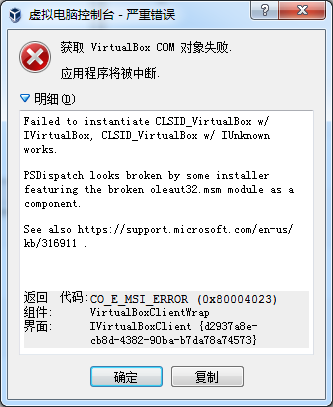 虚拟电脑控制台 - 严重错误
获取 VirtualBox COM 对象失败.
应用程序将被中断.
明细(D)
Failed to instantiate CLSID_VirtualBox w/
IVirtualBox, CLSID_VirtualBox w/ IUnknown
works.
PSDispatch looks broken by some installer
featuring the broken oleaut32.msm module as a
component.
See also https://support.microsoft.com/en-us/
kb/316911 .
返回 代码: CO_E_MSI_ERROR (0x80004023)
组件: VirtualBoxClientWrap
界面: IVirtualBoxClient {d2937a8e-
cb8d-4382-90ba-b7da78a74573}
确定 复制